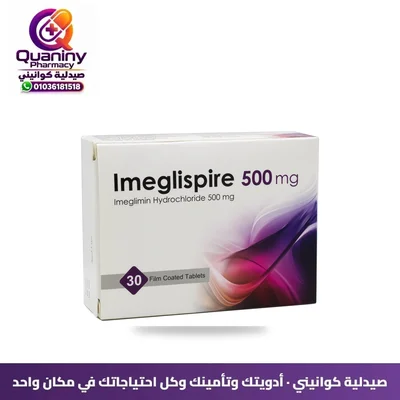 Quaniny
Pharmacy
صيدلية كوانيني
01036181518
Imeglispire 500 mg
Imeglimin Hydrochloride 500 mg
30 Film Coated Tablets
صيدلية كوانيني - أدويتك وتأمينك وكل احتياجاتك في مكان واحد